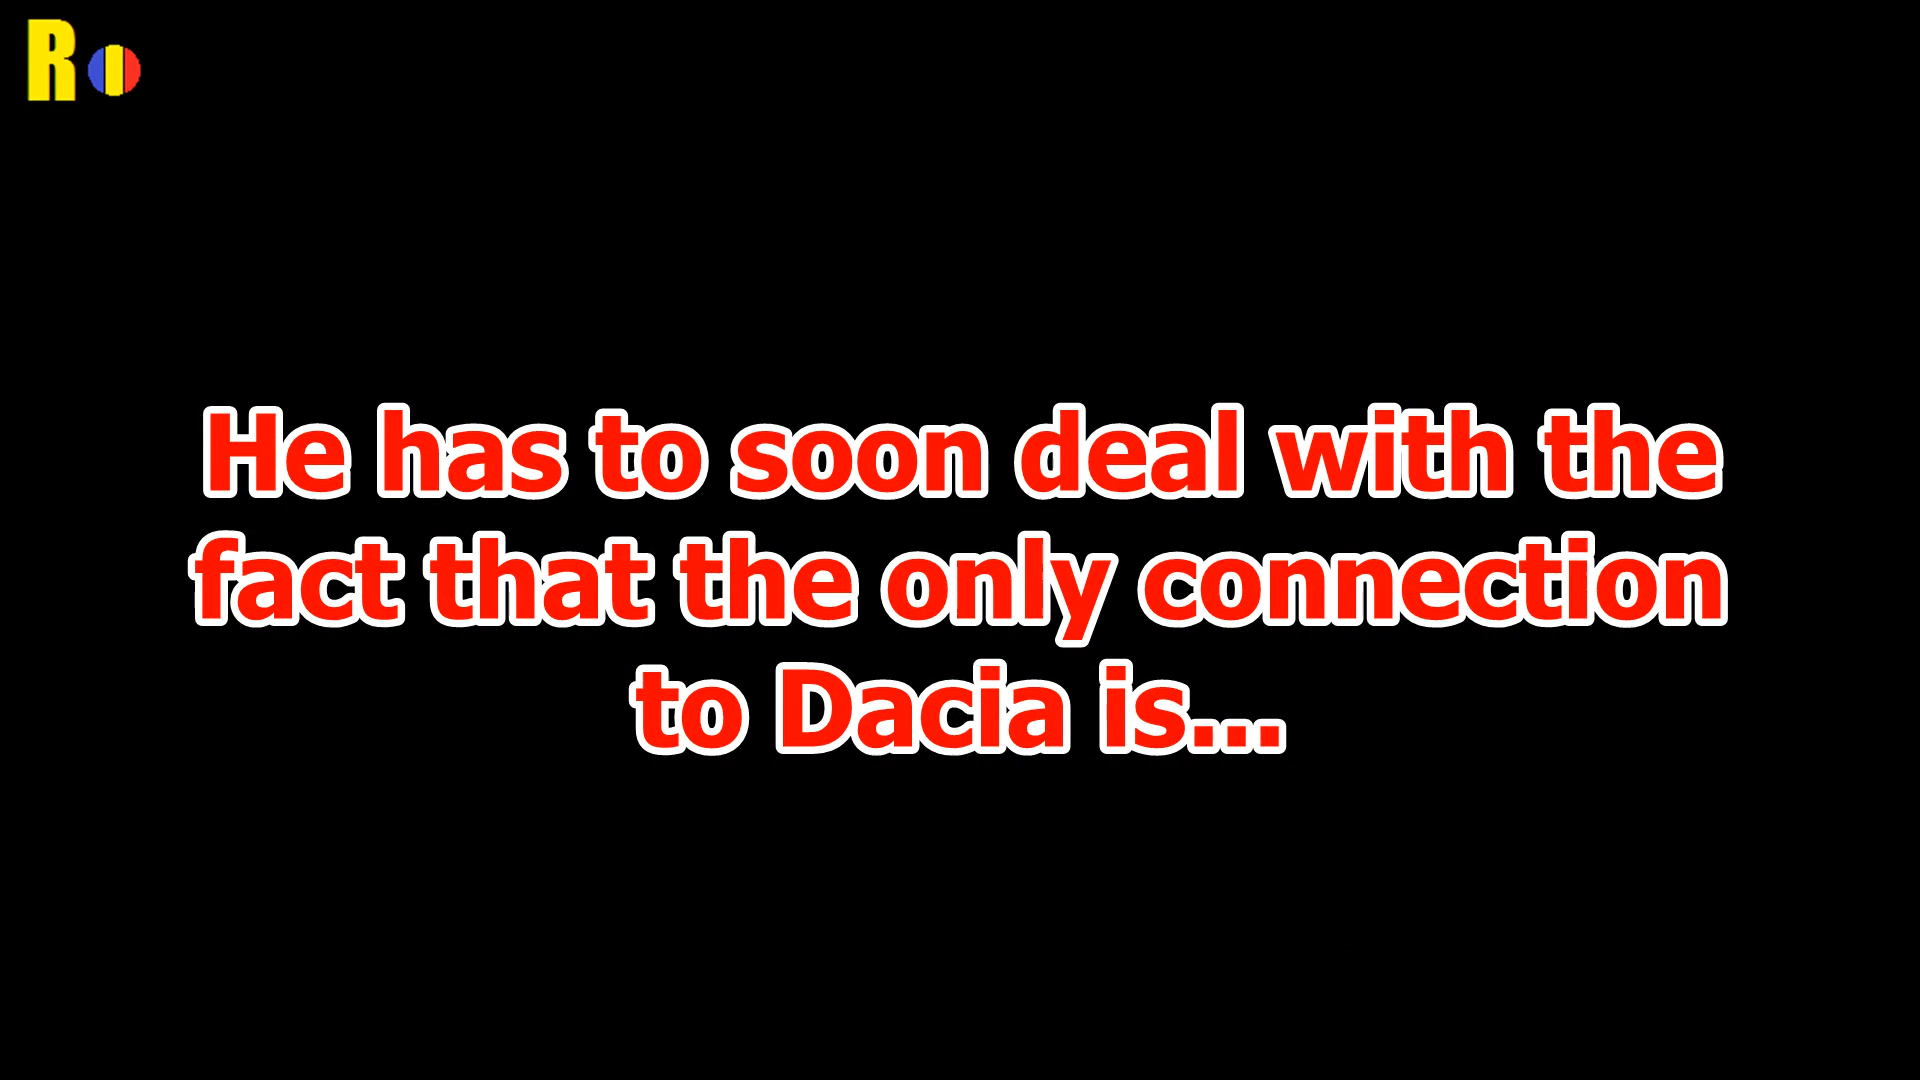 R
He has to soon deal with the
fact that the only connection
to Dacia is...